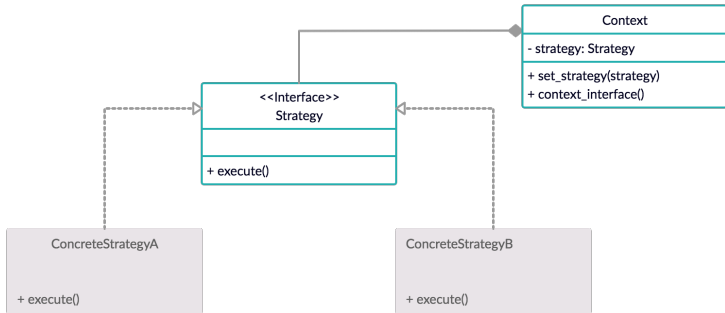 Context
- strategy: Strategy
+ set_strategy(strategy)
+ context_interface()
<<Interface>>
Strategy
+ execute()
ConcreteStrategyA
+ execute()
ConcreteStrategyB
+ execute()